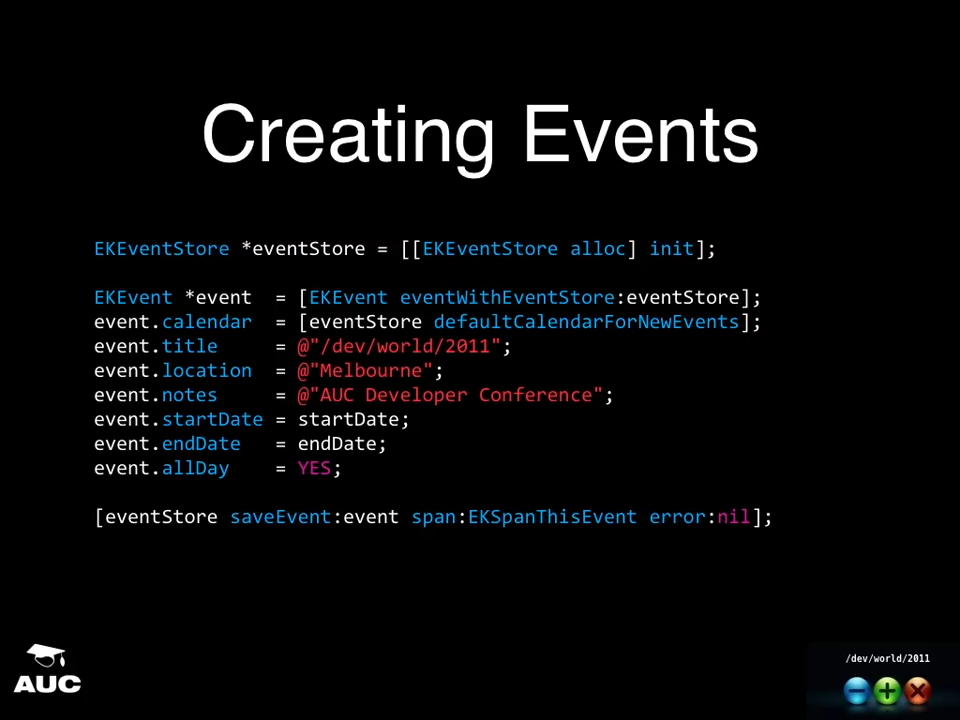 Creating Events
EKEventStore *eventStore = [[EKEventStore alloc] init];
EKEvent *event  = [EKEvent eventWithEventStore:eventStore];
event.calendar  = [eventStore defaultCalendarForNewEvents];
event.title     = @"/dev/world/2011";
event.location  = @"Melbourne";
event.notes     = @"AUC Developer Conference";
event.startDate = startDate;
event.endDate   = endDate;
event.allDay    = YES;
[eventStore saveEvent:event span:EKSpanThisEvent error:nil];
AUC
/dev/world/2011